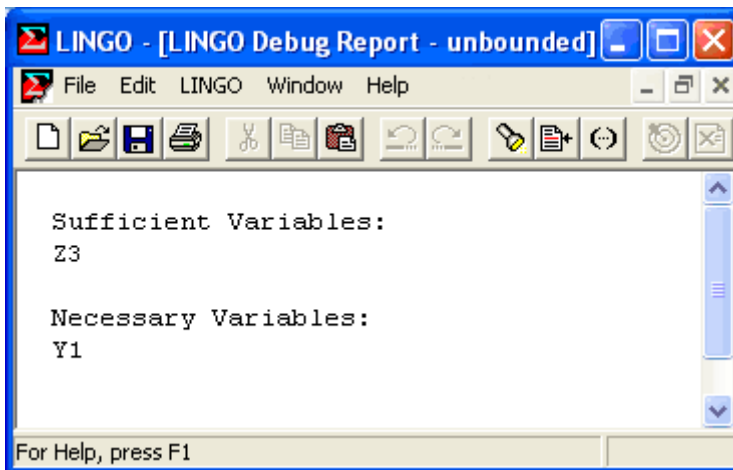 LINGO - [LINGO Debug Report - unbounded]
File Edit LINGO Window Help
Sufficient Variables:
Z3
Necessary Variables:
Y1
For Help, press F1